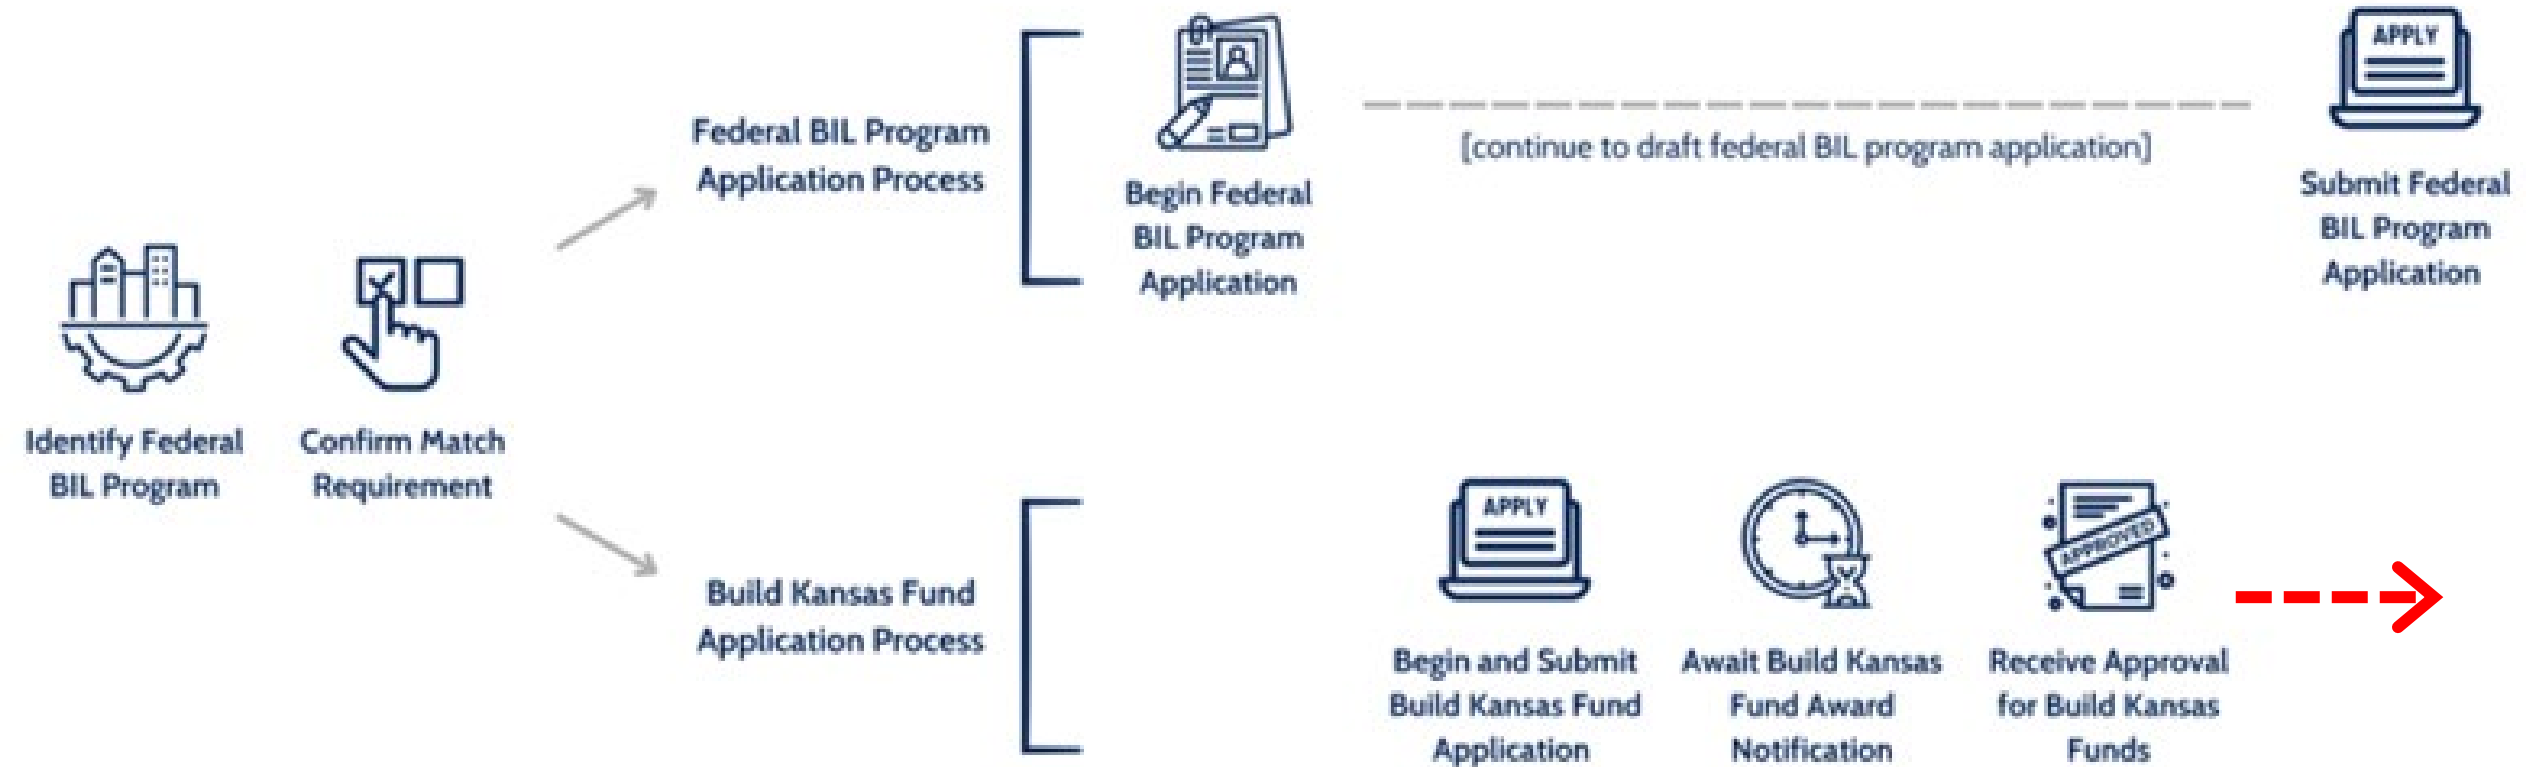 Identify Federal
BIL Program
Confirm Match
Requirement
Federal BIL Program
Application Process
Begin Federal
BIL Program
Application
[continue to draft federal BIL program application]
APPLY
Submit Federal
BIL Program
Application
Build Kansas Fund
Application Process
APPLY
Begin and Submit
Build Kansas Fund
Application
Await Build Kansas
Fund Award
Notification
APPROVED
Receive Approval
for Build Kansas
Funds